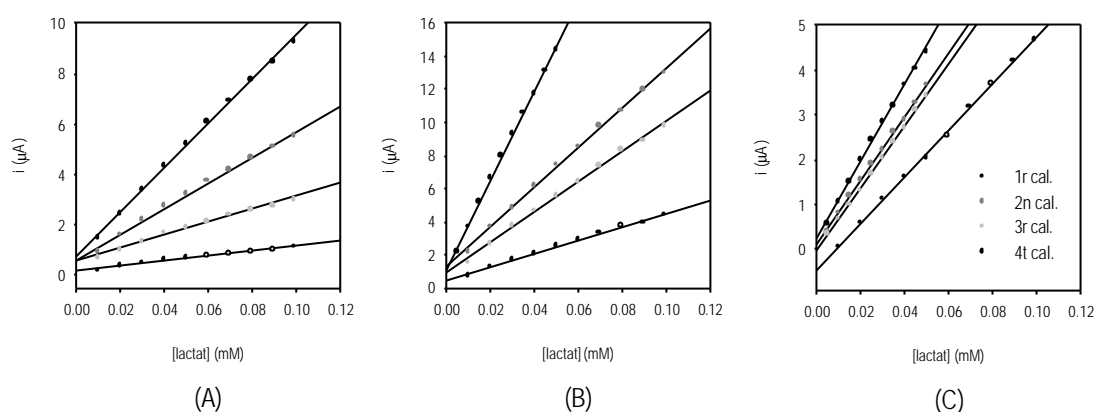 10
8
6
4
2
0
i (µA)
0.00 0.02 0.04 0.06 0.08 0.10 0.12
[lactat] (mM)
(A)
16
14
12
10
8
6
4
2
0
i (µA)
0.00 0.02 0.04 0.06 0.08 0.10 0.12
[lactat] (mM)
(B)
5
4
3
2
1
0
i (µA)
1r cal.
2n cal.
3r cal.
4t cal.
0.00 0.02 0.04 0.06 0.08 0.10 0.12
[lactat] (mM)
(C)